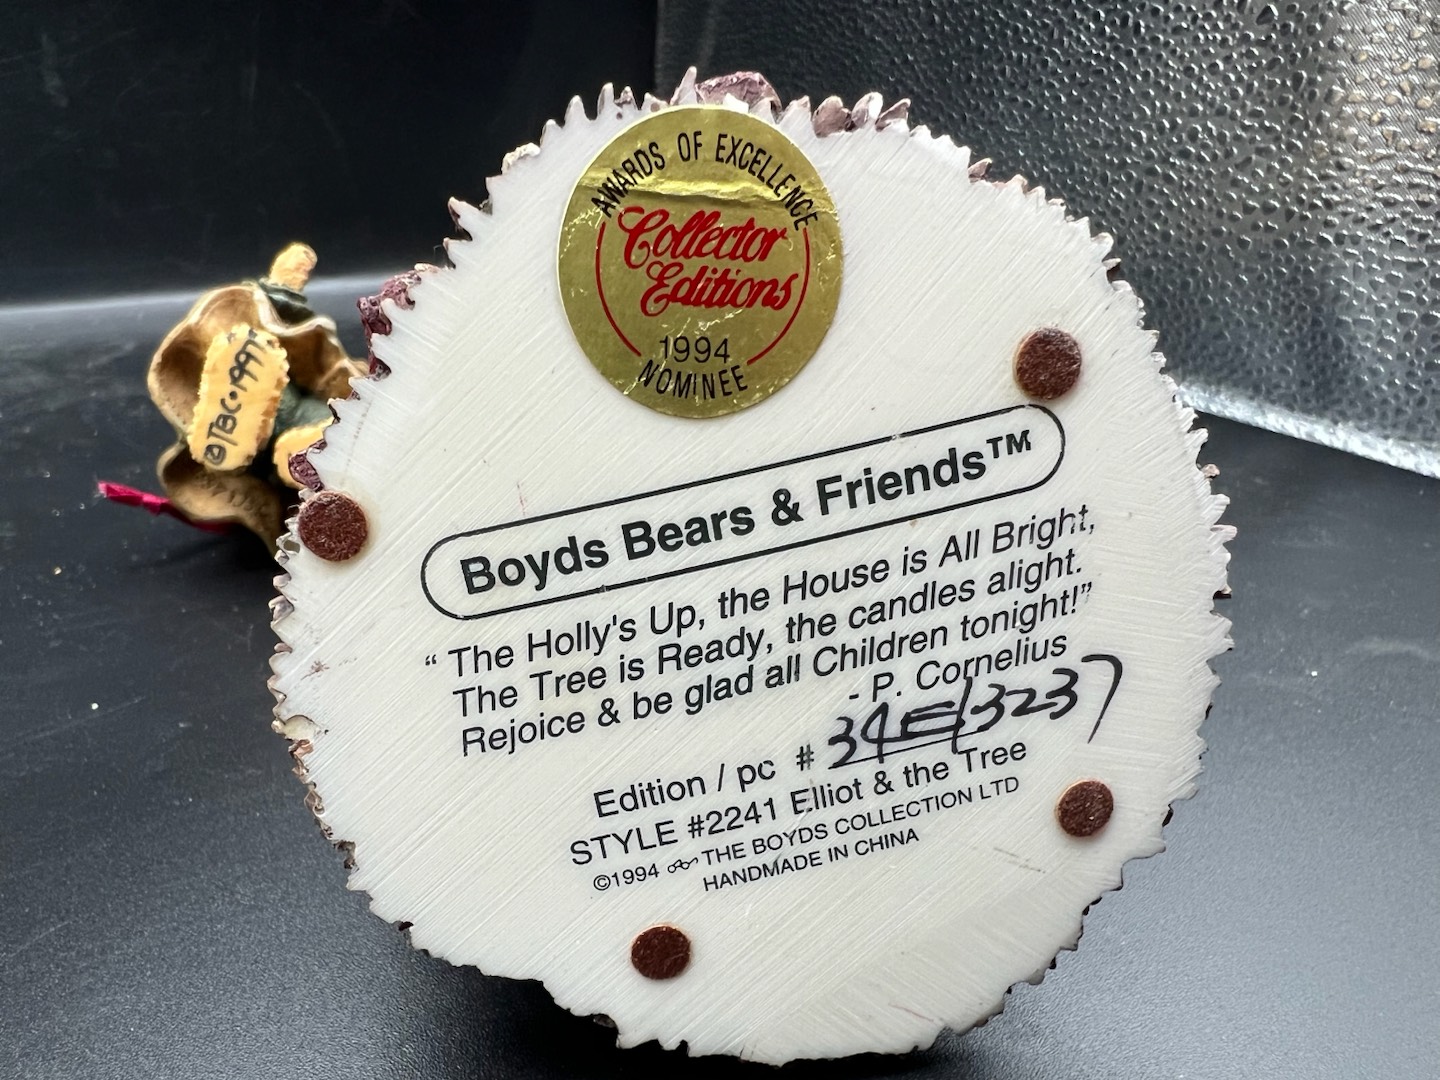 AWARDS OF EXCELLENCE
Collector
Editions
1994
NOMINEE
©TBC•1997
Boyds Bears & Friends™
“ The Holly's Up, the House is All Bright,
The Tree is Ready, the candles alight.
Rejoice & be glad all Children tonight!”
- P. Cornelius
Edition / pc # 34E/3237
STYLE #2241 Elliot & the Tree
©1994 THE BOYDS COLLECTION LTD
HANDMADE IN CHINA